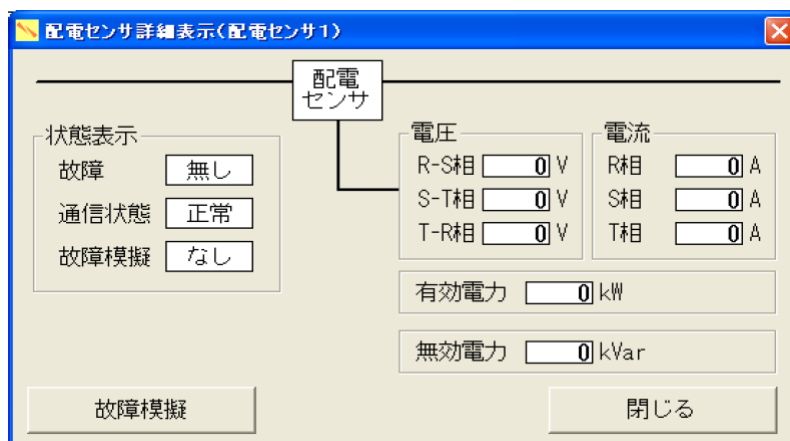 配電センサ詳細表示(配電センサ1)
配電
センサ
状態表示
故障 無し
通信状態 正常
故障模擬 なし
電圧
R-S相 0 V
S-T相 0 V
T-R相 0 V
電流
R相 0 A
S相 0 A
T相 0 A
有効電力 0 kW
無効電力 0 kVar
故障模擬
閉じる